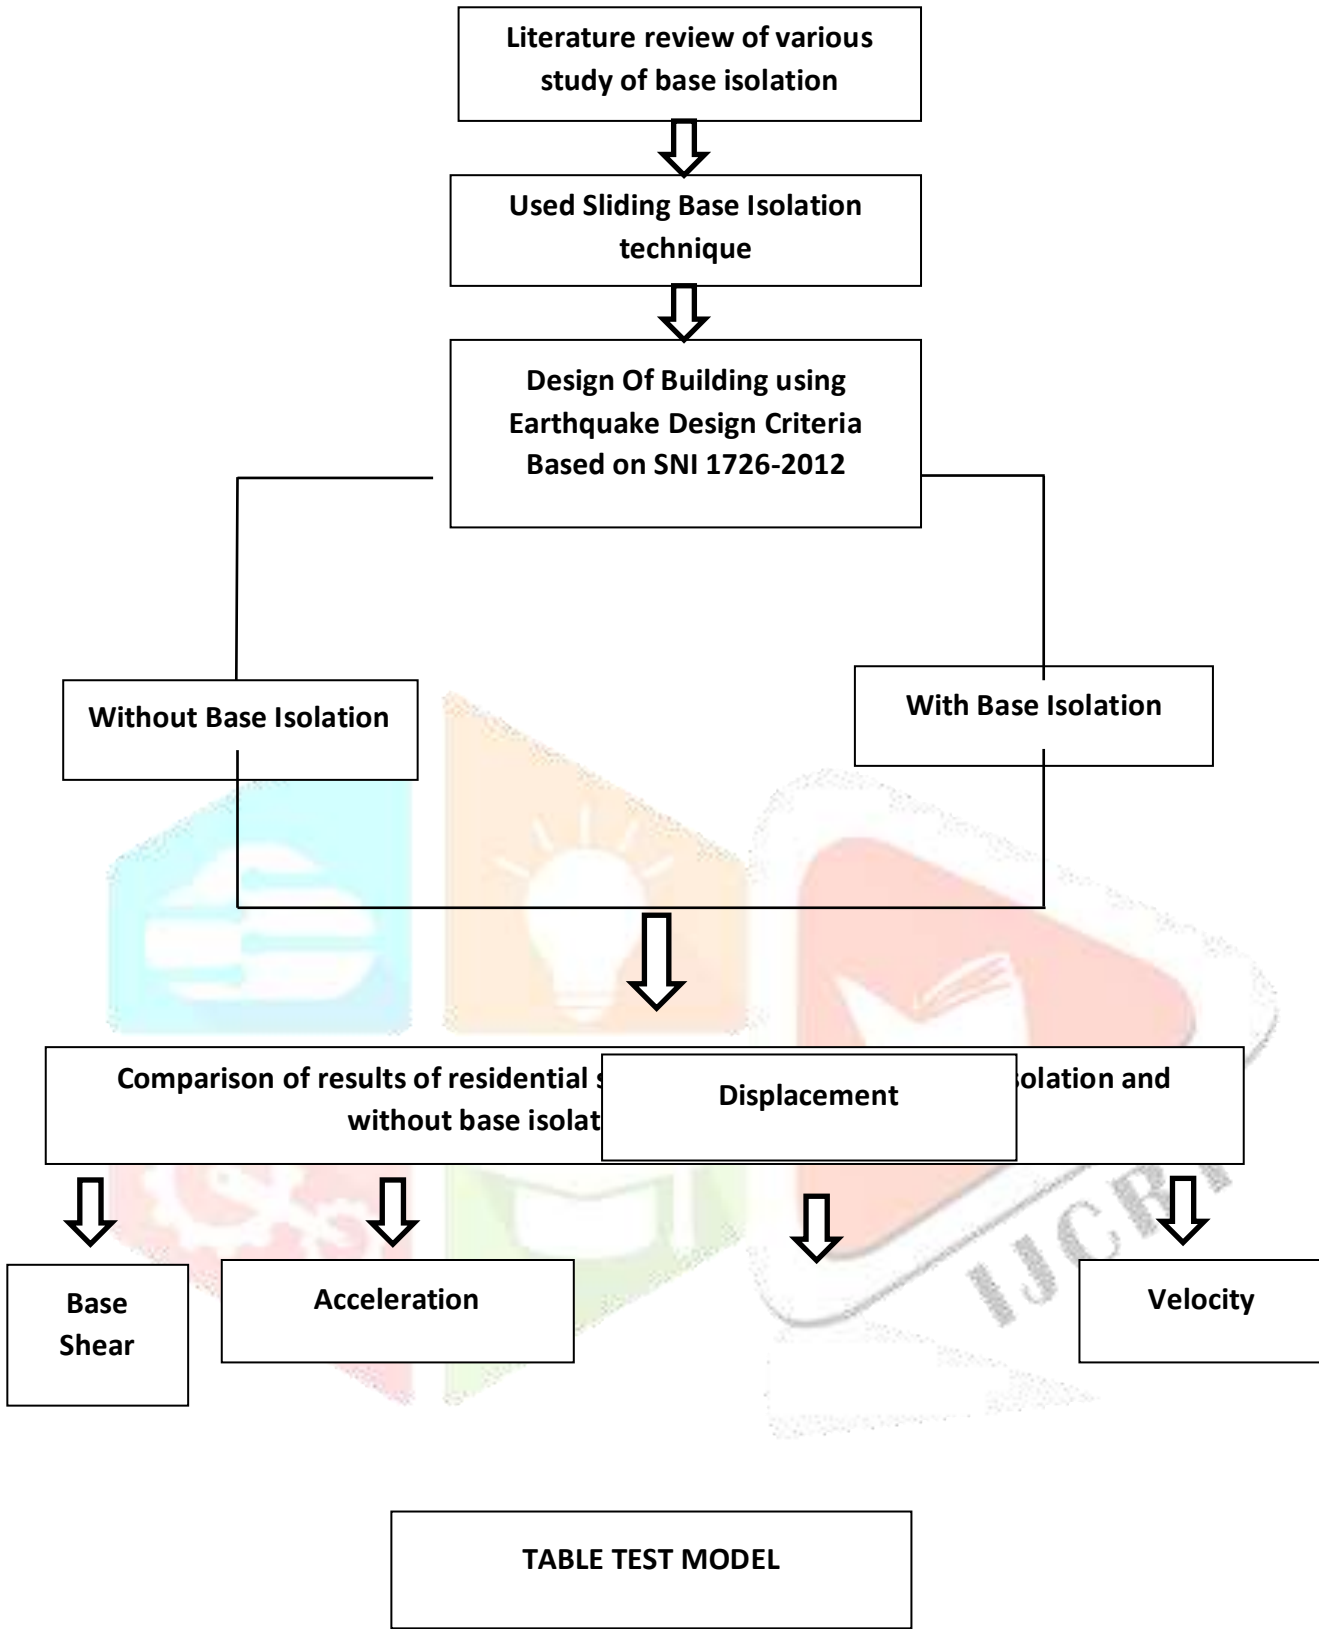 Literature review of various
study of base isolation
Used Sliding Base Isolation
technique
Design Of Building using
Earthquake Design Criteria
Based on SNI 1726-2012
Without Base Isolation
With Base Isolation
Comparison of results of residential
and
without base
Displacement
Base
Shear
Acceleration
Velocity
IJCRT
TABLE TEST MODEL